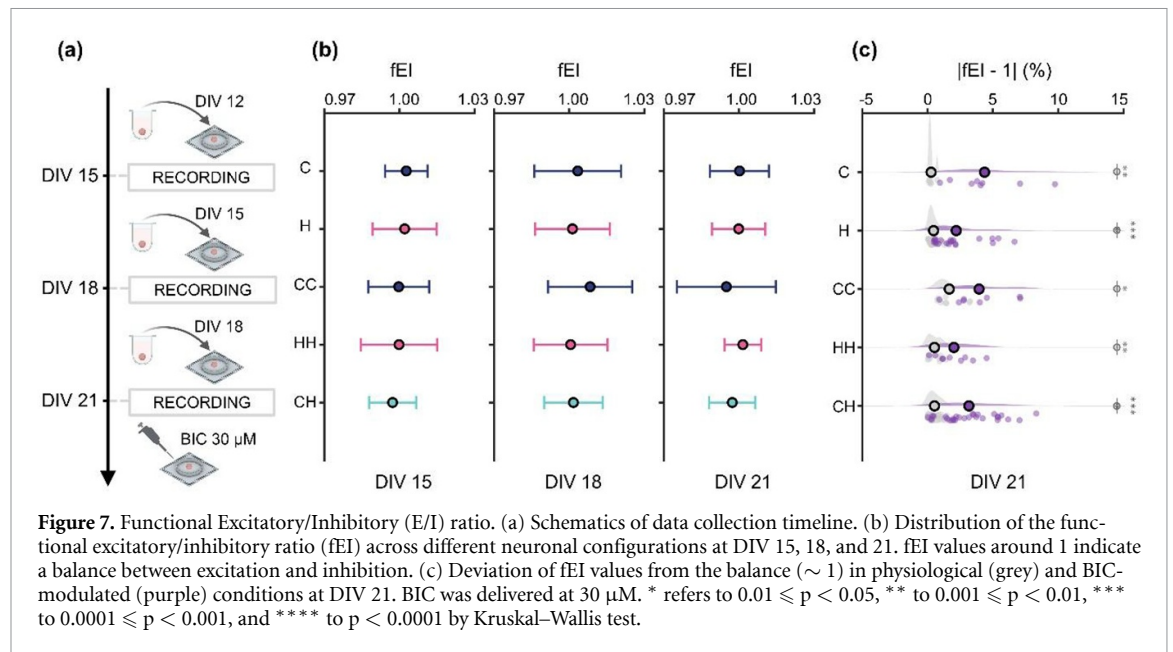 (a)
DIV 12
DIV 15
RECORDING
DIV 15
DIV 18
RECORDING
DIV 18
DIV 21
RECORDING
BIC 30 µM
(b)
fEI
fEI
fEI
0.97 1.00 1.03
0.97 1.00 1.03
0.97 1.00 1.03
C
H
CC
HH
CH
DIV 15
DIV 18
DIV 21
(c)
|fEI - 1| (%)
-5 0 5 10 15
C
**
H
***
CC
*
HH
**
CH
***
DIV 21
Figure 7. Functional Excitatory/Inhibitory (E/I) ratio. (a) Schematics of data collection timeline. (b) Distribution of the func-
tional excitatory/inhibitory ratio (fEI) across different neuronal configurations at DIV 15, 18, and 21. fEI values around 1 indicate
a balance between excitation and inhibition. (c) Deviation of fEI values from the balance (∼ 1) in physiological (grey) and BIC-
modulated (purple) conditions at DIV 21. BIC was delivered at 30 µM. * refers to 0.01 ⩽ p < 0.05, ** to 0.001 ⩽ p < 0.01, ***
to 0.0001 ⩽ p < 0.001, and **** to p < 0.0001 by Kruskal–Wallis test.